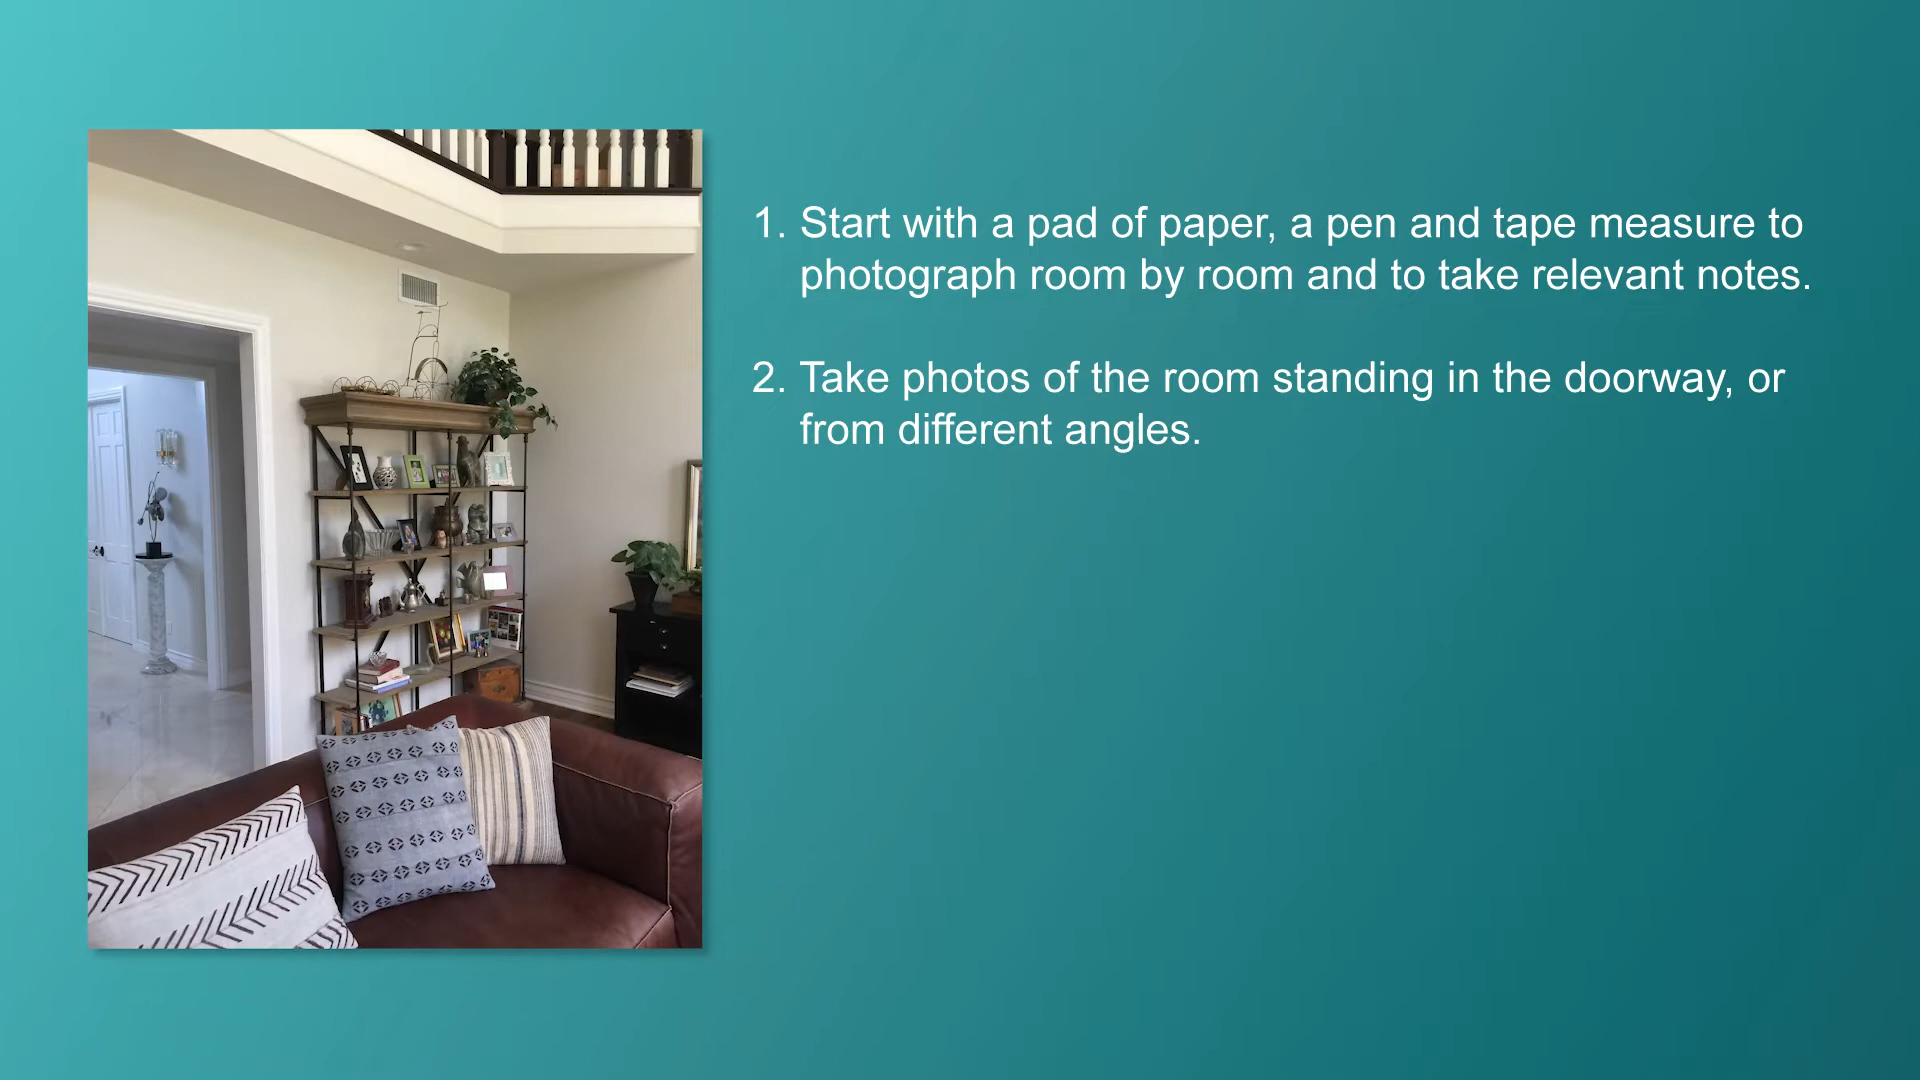 1. Start with a pad of paper, a pen and tape measure to
photograph room by room and to take relevant notes.
2. Take photos of the room standing in the doorway, or
from different angles.